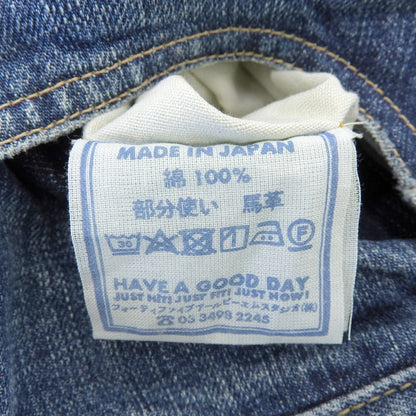 MADE IN JAPAN
綿 100%
部分使い 馬革
30 F
HAVE A GOOD DAY
JUST HIT! JUST FIT! JUST NOW!
フォーティファイブアールピーエムスタジオ(株)
☎03 3498 2245